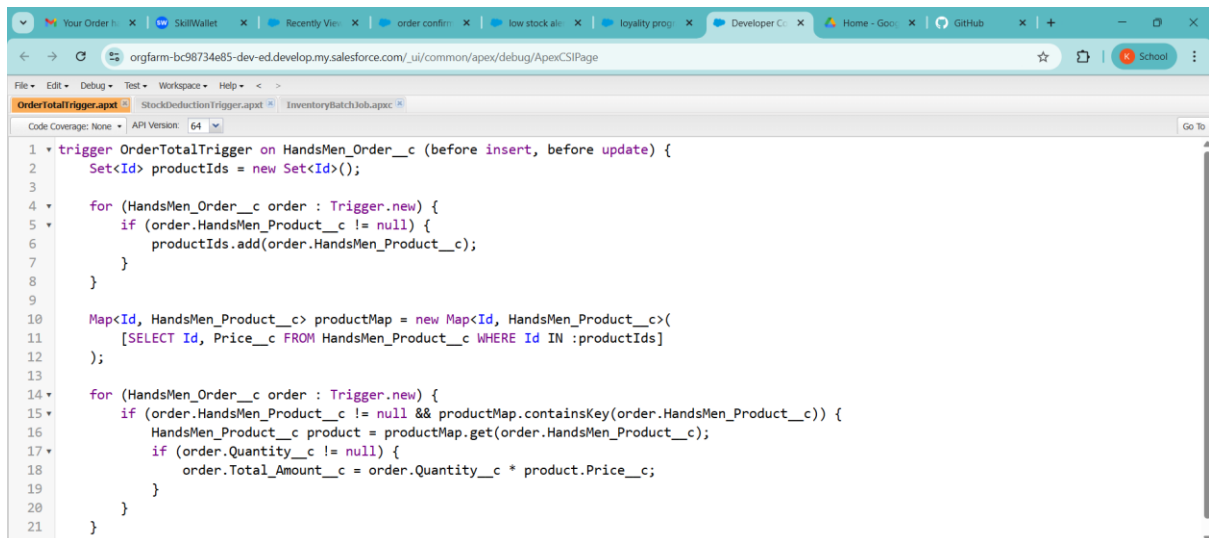 Your Order h
SkillWallet
Recently View
order confirm
low stock ale
loyality progr
Developer Co
Home - Goog
GitHub
orgfarm-bc98734e85-dev-ed.develop.my.salesforce.com/_ui/common/apex/debug/ApexCSIPage
K School
File Edit Debug Test Workspace Help < >
OrderTotalTrigger.apxt StockDeductionTrigger.apxt InventoryBatchJob.apxc
Code Coverage: None API Version: 64 Go To
1 trigger OrderTotalTrigger on HandsMen_Order__c (before insert, before update) {
2 Set<Id> productIds = new Set<Id>();
3
4 for (HandsMen_Order__c order : Trigger.new) {
5 if (order.HandsMen_Product__c != null) {
6 productIds.add(order.HandsMen_Product__c);
7 }
8 }
9
10 Map<Id, HandsMen_Product__c> productMap = new Map<Id, HandsMen_Product__c>(
11 [SELECT Id, Price__c FROM HandsMen_Product__c WHERE Id IN :productIds]
12 );
13
14 for (HandsMen_Order__c order : Trigger.new) {
15 if (order.HandsMen_Product__c != null && productMap.containsKey(order.HandsMen_Product__c)) {
16 HandsMen_Product__c product = productMap.get(order.HandsMen_Product__c);
17 if (order.Quantity__c != null) {
18 order.Total_Amount__c = order.Quantity__c * product.Price__c;
19 }
20 }
21 }